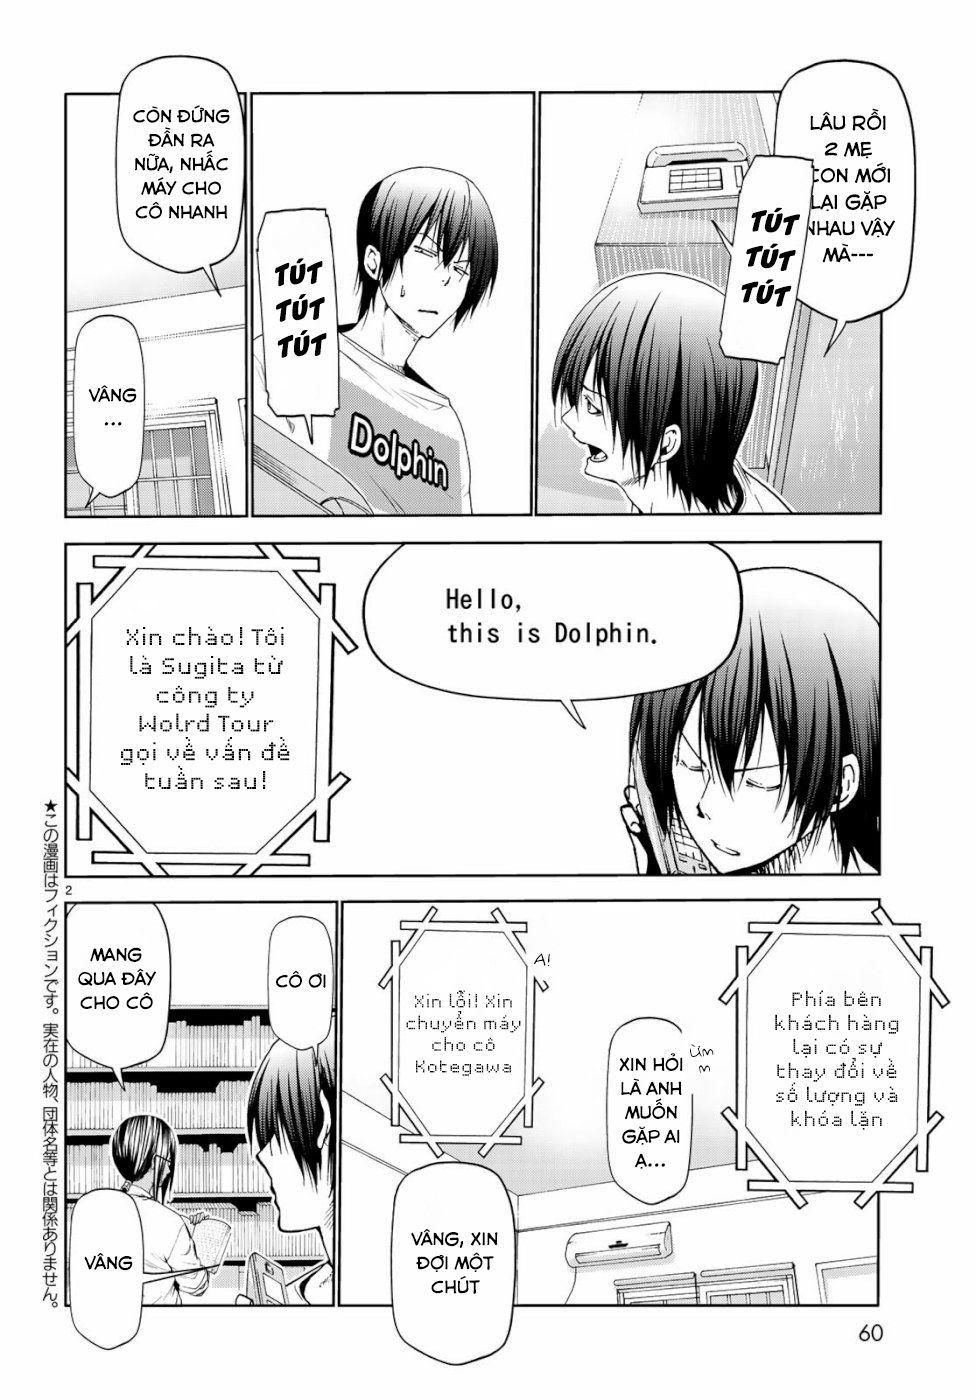 LÂU RỒI
2 MẸ
CON MỚI
LẠI GẶP
NHAU VẬY
MÀ---
TÚT
TÚT
TÚT
TÚT
TÚT
TÚT
Dolphin
CÒN ĐỨNG
ĐẦN RA
NỮA, NHẤC
MÁY CHO
CÔ NHANH
VÂNG
...
Hello,
this is Dolphin.
Xin chào! Tôi
là Sugita từ
công ty
Wolrd Tour
gọi về vấn đề
tuần sau!
Phía bên
khách hàng
lại có sự
thay đổi về
số lượng và
khóa lặn
Ừm
m
XIN HỎI
LÀ ANH
MUỐN
GẶP AI
Ạ...
A!
Xin lỗi! Xin
chuyển máy
cho cô
Kotegawa
VÂNG, XIN
ĐỢI MỘT
CHÚT
CÔ ƠI
MANG
QUA ĐÂY
CHO CÔ
VÂNG
2
★この漫画はフィクションです。実在の人物、団体名等とは関係ありません。
60